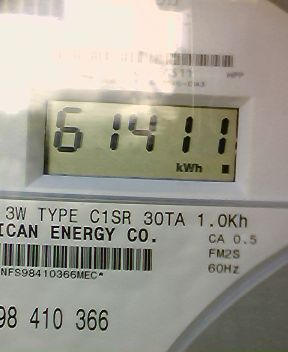 61411
kWh
3W TYPE C1SR 30TA 1.0Kh
ICAN ENERGY CO.
CA 0.5
FM2S
60Hz
NFS98410366MEC*
98 410 366